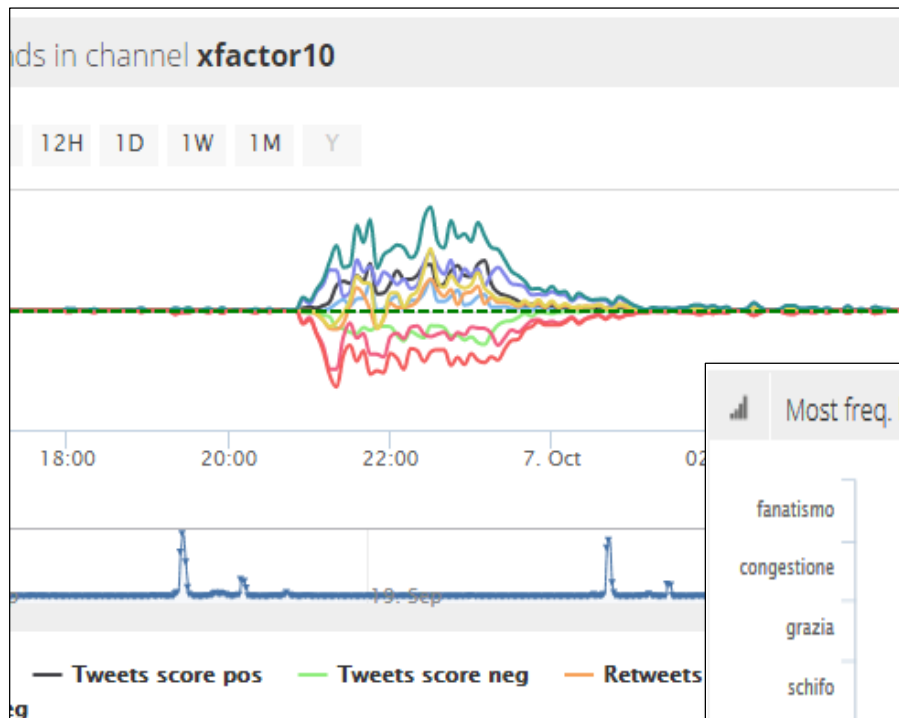 nds in channel xfactor10
12H 1D 1W 1M Y
18:00 20:00 22:00 7. Oct 02
19. Sep
Tweets score pos Tweets score neg Retweets
eg
Most freq.
fanatismo
congestione
grazia
schifo